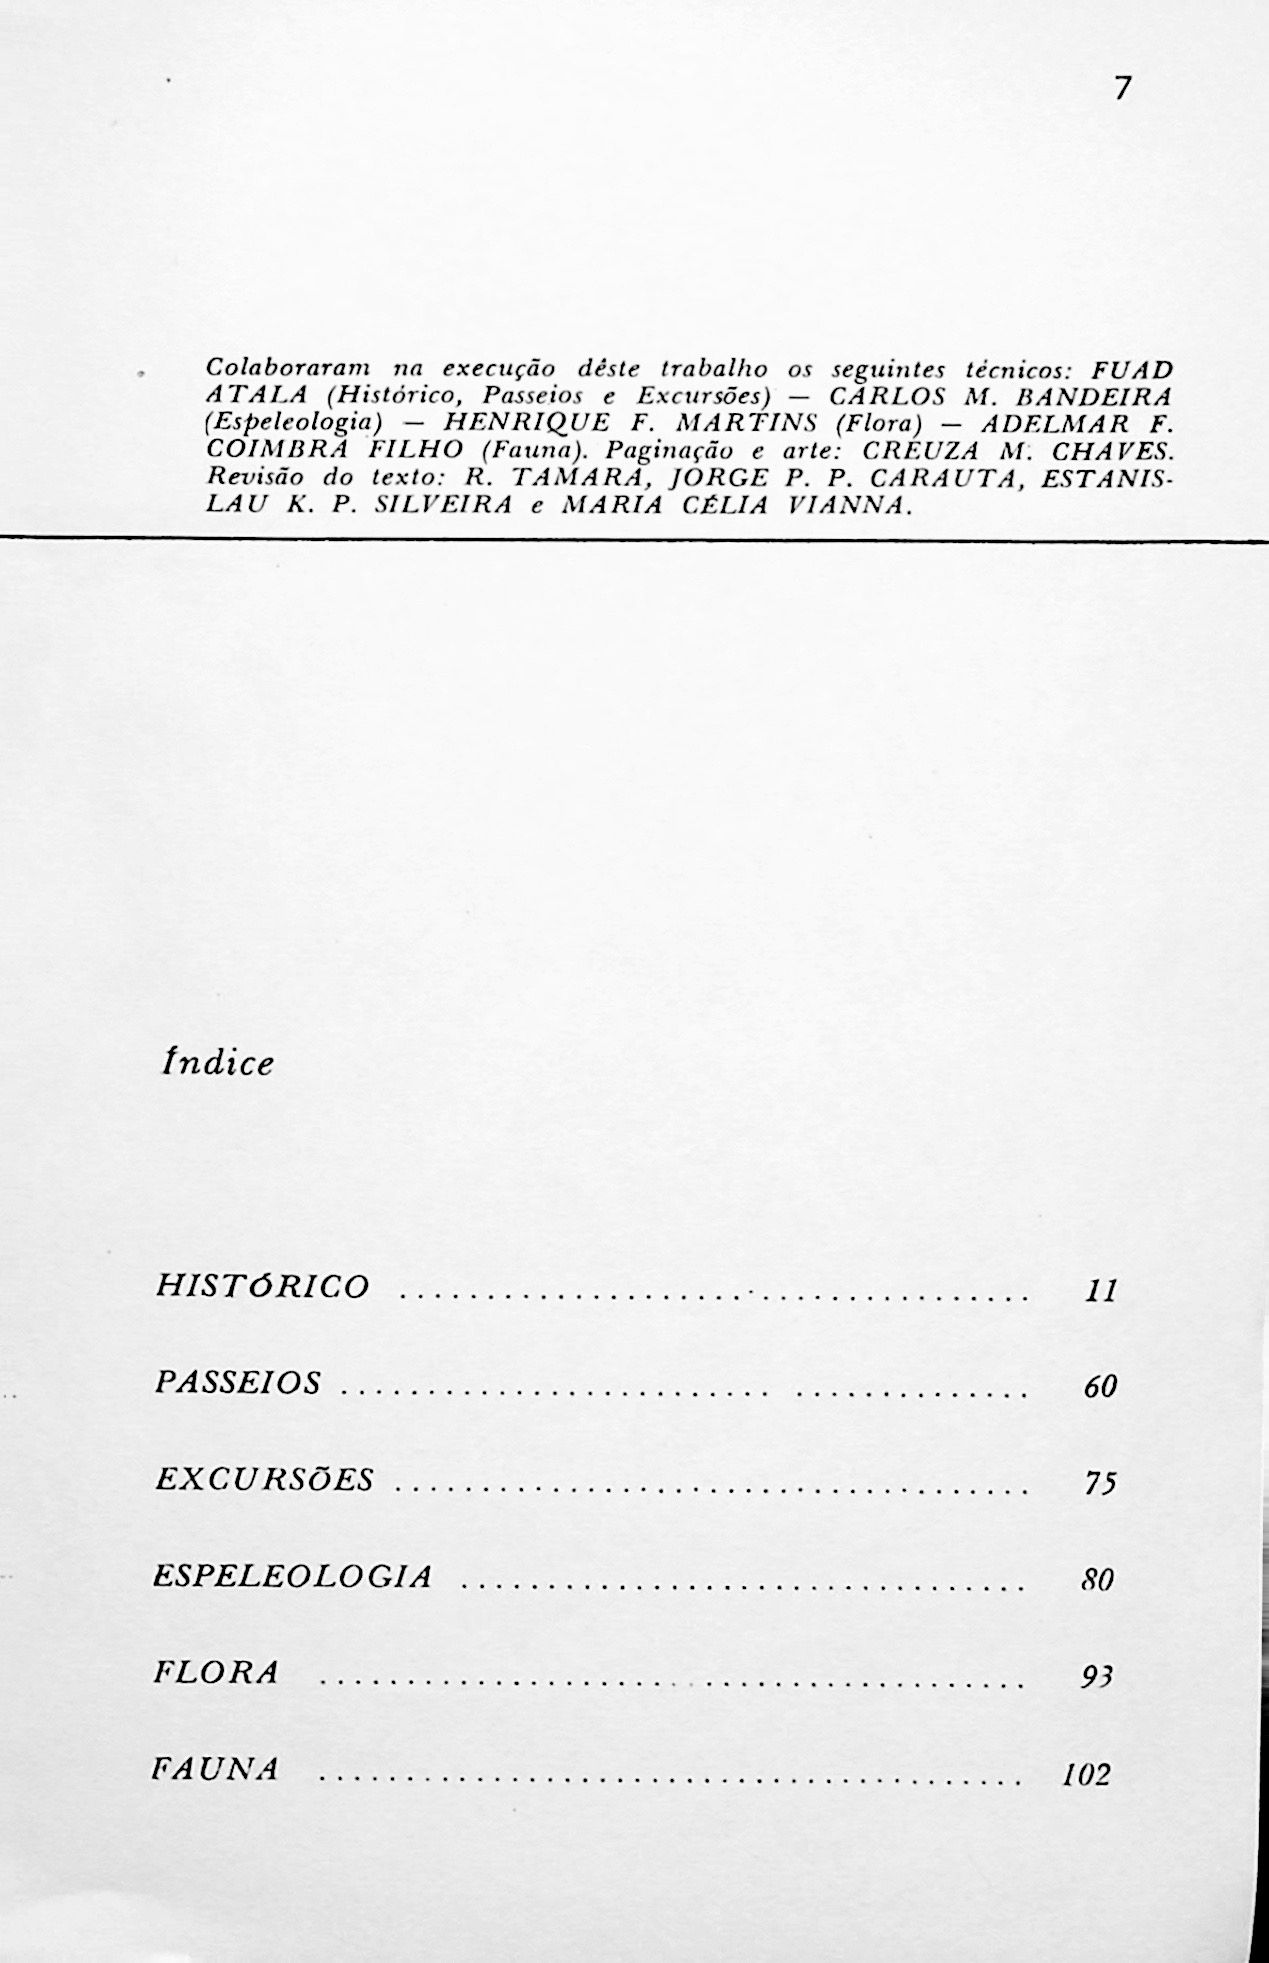 7
Colaboraram na execução dêste trabalho os seguintes técnicos: FUAD
ATALA (Histórico, Passeios e Excursões) — CARLOS M. BANDEIRA
(Espeleologia) — HENRIQUE F. MARTINS (Flora) — ADELMAR F.
COIMBRA FILHO (Fauna). Paginação e arte: CREUZA M. CHAVES.
Revisão do texto: R. TAMARA, JORGE P. P. CARAUTA, ESTANIS-
LAU K. P. SILVEIRA e MARIA CÉLIA VIANNA.
Índice
HISTÓRICO ........................................ 11
PASSEIOS ........................................ 60
EXCURSÕES ........................................ 75
ESPELEOLOGIA ........................................ 80
FLORA ........................................ 93
FAUNA ........................................ 102